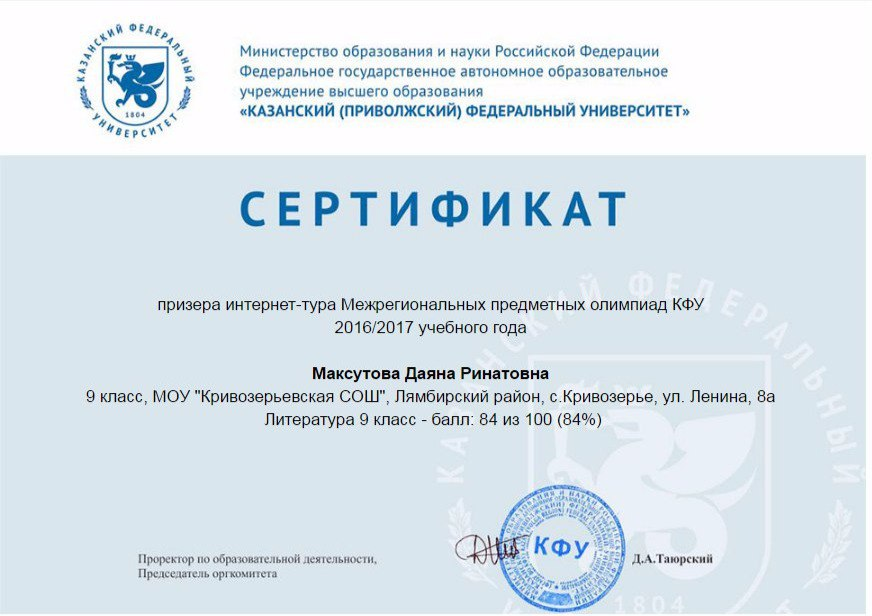 КАЗАНСКИЙ ФЕДЕРАЛЬНЫЙ УНИВЕРСИТЕТ
1804
Министерство образования и науки Российской Федерации
Федеральное государственное автономное образовательное
учреждение высшего образования
«КАЗАНСКИЙ (ПРИВОЛЖСКИЙ) ФЕДЕРАЛЬНЫЙ УНИВЕРСИТЕТ»
СЕРТИФИКАТ
призера интернет-тура Межрегиональных предметных олимпиад КФУ
2016/2017 учебного года
Максутова Даяна Ринатовна
9 класс, МОУ "Кривозерьевская СОШ", Лямбирский район, с.Кривозерье, ул. Ленина, 8а
Литература 9 класс - балл: 84 из 100 (84%)
КАЗАНСКИЙ ФЕДЕРАЛЬНЫЙ
1804
Проректор по образовательной деятельности,
Председатель оргкомитета
КФУ
Д.А.Таюрский